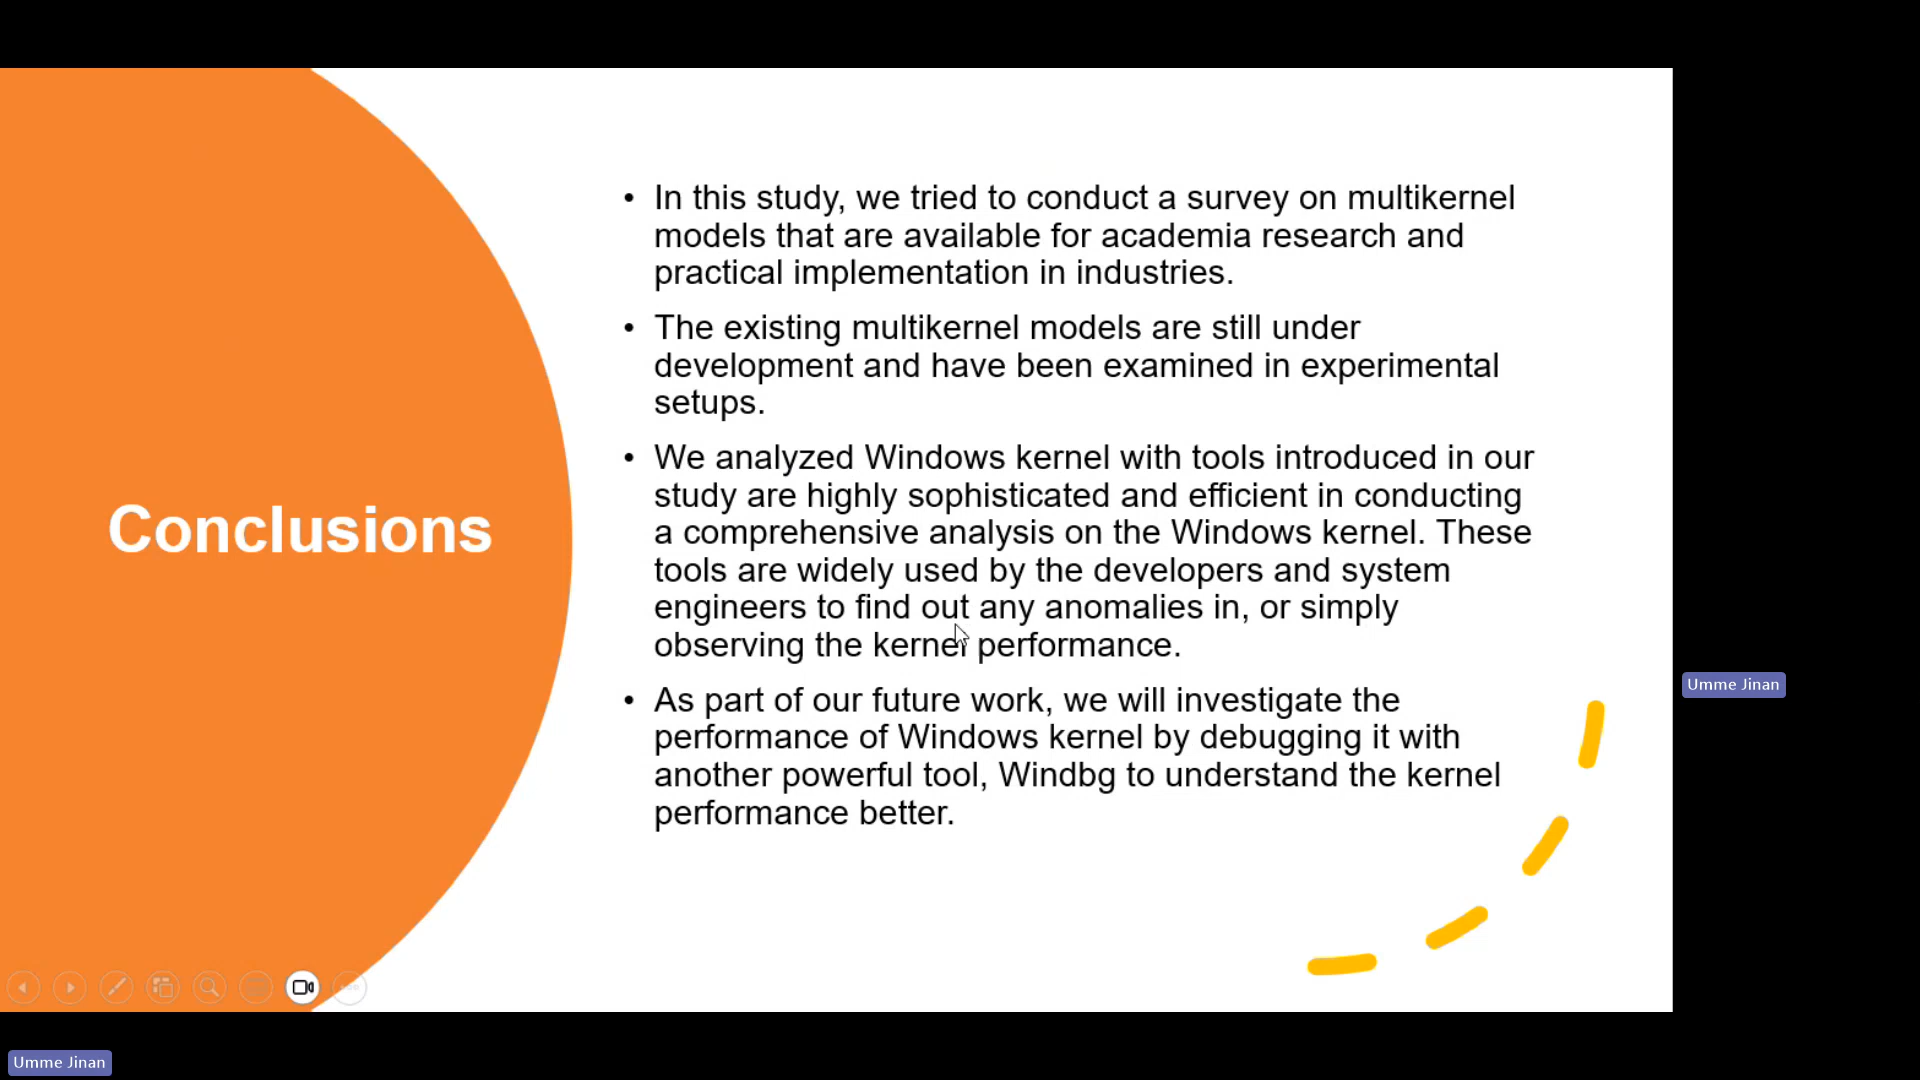 Conclusions
• In this study, we tried to conduct a survey on multikernel
models that are available for academia research and
practical implementation in industries.
• The existing multikernel models are still under
development and have been examined in experimental
setups.
• We analyzed Windows kernel with tools introduced in our
study are highly sophisticated and efficient in conducting
a comprehensive analysis on the Windows kernel. These
tools are widely used by the developers and system
engineers to find out any anomalies in, or simply
observing the kernel performance.
• As part of our future work, we will investigate the
performance of Windows kernel by debugging it with
another powerful tool, Windbg to understand the kernel
performance better.
Umme Jinan
Umme Jinan